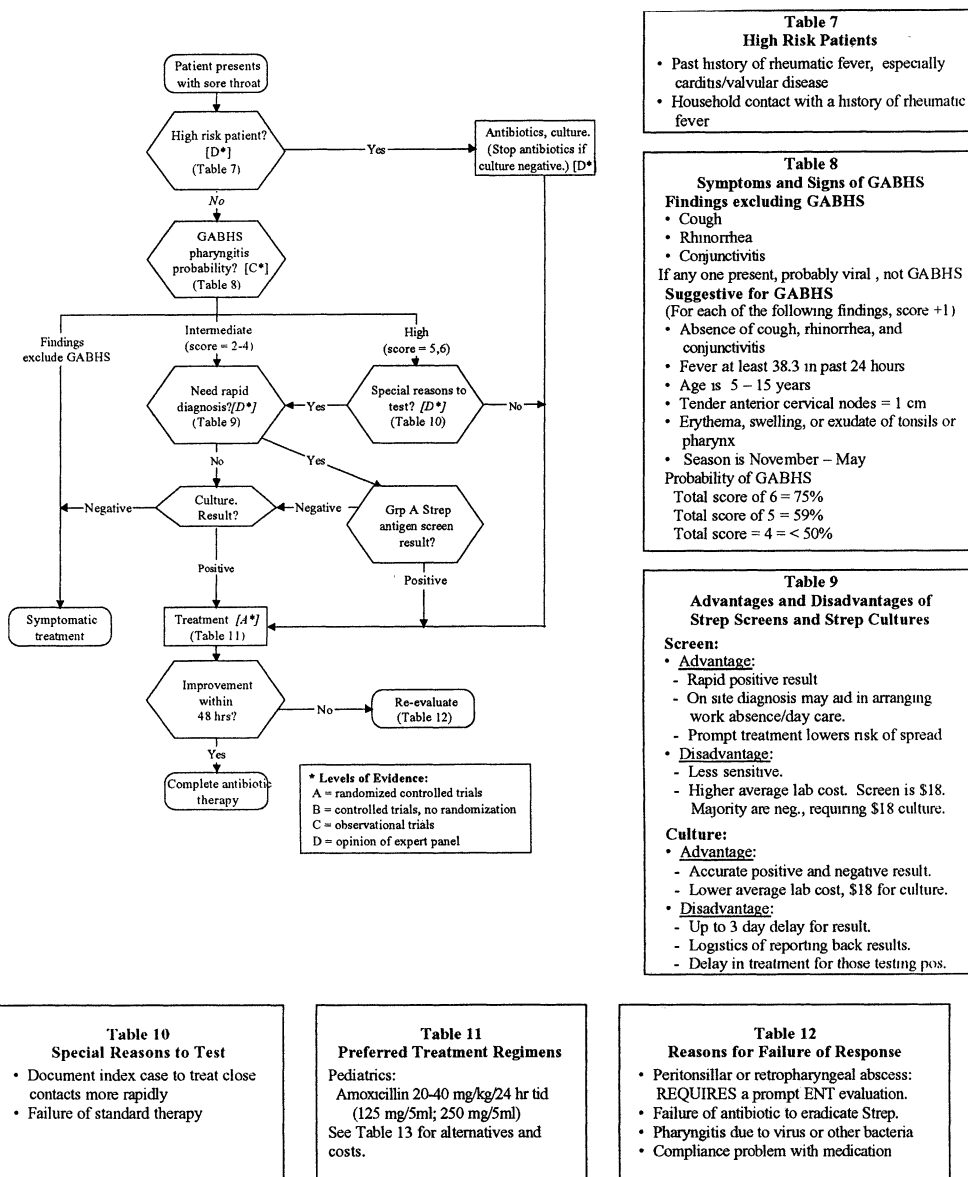 Patient presents
with sore throat
High risk patient?
[D*]
(Table 7)
Yes
Antibiotics, culture.
(Stop antibiotics if
culture negative.) [D*
No
GABHS
pharyngitis
probability? [C*]
(Table 8)
Findings
exclude GABHS
Intermediate
(score = 2-4)
High
(score = 5,6)
Need rapid
diagnosis?[D*]
(Table 9)
Yes
Special reasons to
test? [D*]
(Table 10)
No
No
Yes
Negative
Culture.
Result?
Negative
Grp A Strep
antigen screen
result?
Positive
Positive
Symptomatic
treatment
Treatment [A*]
(Table 11)
Improvement
within
48 hrs?
No
Re-evaluate
(Table 12)
Yes
Complete antibiotic
therapy
* Levels of Evidence:
A = randomized controlled trials
B = controlled trials, no randomization
C = observational trials
D = opinion of expert panel
Table 7
High Risk Patients
• Past history of rheumatic fever, especially
carditis/valvular disease
• Household contact with a history of rheumatic
fever
Table 8
Symptoms and Signs of GABHS
Findings excluding GABHS
• Cough
• Rhinorrhea
• Conjunctivitis
If any one present, probably viral , not GABHS
Suggestive for GABHS
(For each of the following findings, score +1)
• Absence of cough, rhinorrhea, and
conjunctivitis
• Fever at least 38.3 in past 24 hours
• Age is 5 – 15 years
• Tender anterior cervical nodes = 1 cm
• Erythema, swelling, or exudate of tonsils or
pharynx
• Season is November – May
Probability of GABHS
Total score of 6 = 75%
Total score of 5 = 59%
Total score = 4 = < 50%
Table 9
Advantages and Disadvantages of
Strep Screens and Strep Cultures
Screen:
• Advantage:
- Rapid positive result
- On site diagnosis may aid in arranging
work absence/day care.
- Prompt treatment lowers risk of spread
• Disadvantage:
- Less sensitive.
- Higher average lab cost. Screen is $18.
Majority are neg., requiring $18 culture.
Culture:
• Advantage:
- Accurate positive and negative result.
- Lower average lab cost, $18 for culture.
• Disadvantage:
- Up to 3 day delay for result.
- Logistics of reporting back results.
- Delay in treatment for those testing pos.
Table 10
Special Reasons to Test
• Document index case to treat close
contacts more rapidly
• Failure of standard therapy
Table 11
Preferred Treatment Regimens
Pediatrics:
Amoxicillin 20-40 mg/kg/24 hr tid
(125 mg/5ml; 250 mg/5ml)
See Table 13 for alternatives and
costs.
Table 12
Reasons for Failure of Response
• Peritonsillar or retropharyngeal abscess:
REQUIRES a prompt ENT evaluation.
• Failure of antibiotic to eradicate Strep.
• Pharyngitis due to virus or other bacteria
• Compliance problem with medication